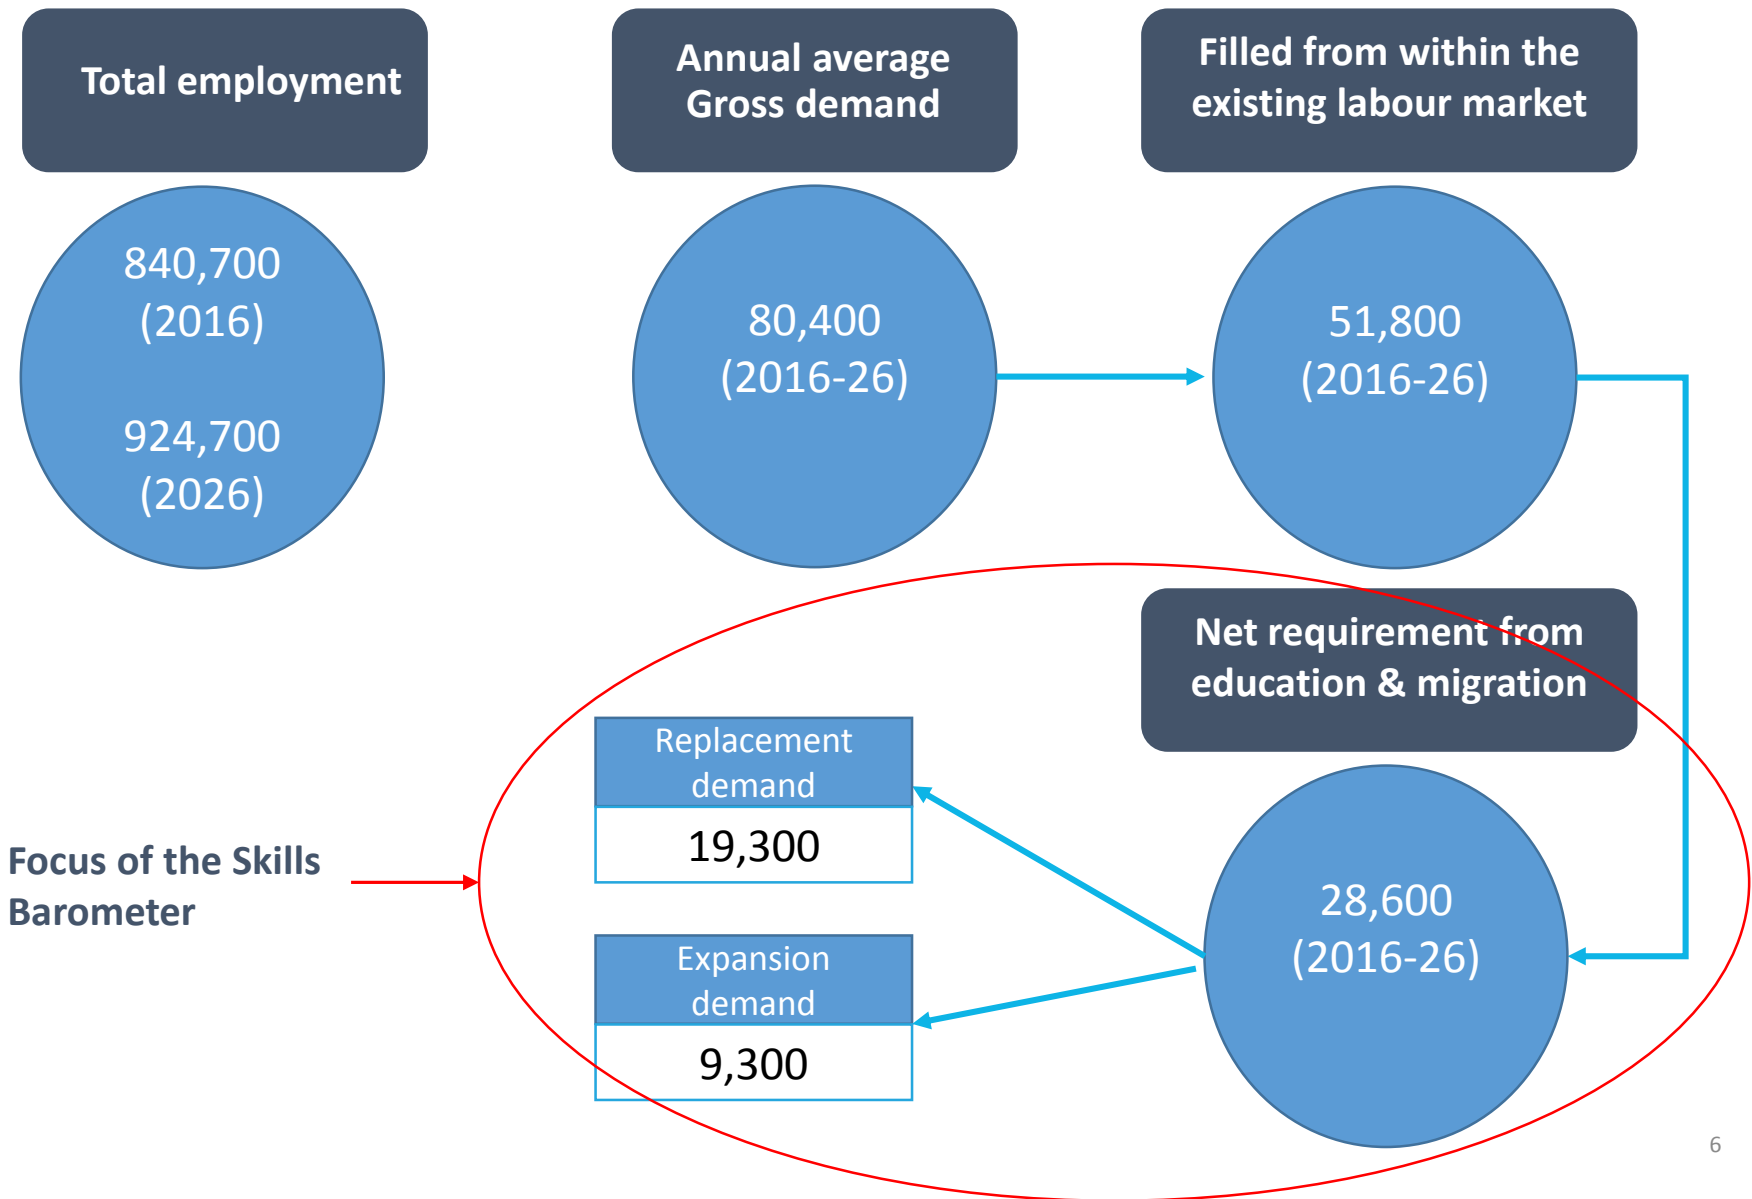 Total employment
840,700
(2016)
924,700
(2026)
Annual average
Gross demand
80,400
(2016-26)
Filled from within the
existing labour market
51,800
(2016-26)
Net requirement from
education & migration
28,600
(2016-26)
Replacement
demand
19,300
Expansion
demand
9,300
Focus of the Skills
Barometer
6